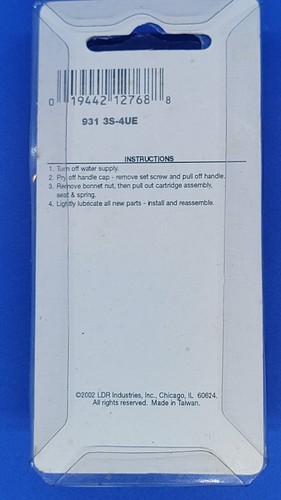 0 19442 12768 8
931 3S-4UE
INSTRUCTIONS
1. Turn off water supply.
2. Pry off handle cap - remove set screw and pull off handle.
3. Remove bonnet nut, then pull out cartridge assembly,
seat & spring.
4. Lightly lubricate all new parts - install and reassemble.
©2002 LDR Industries, Inc., Chicago, IL 60624.
All rights reserved. Made in Taiwan.